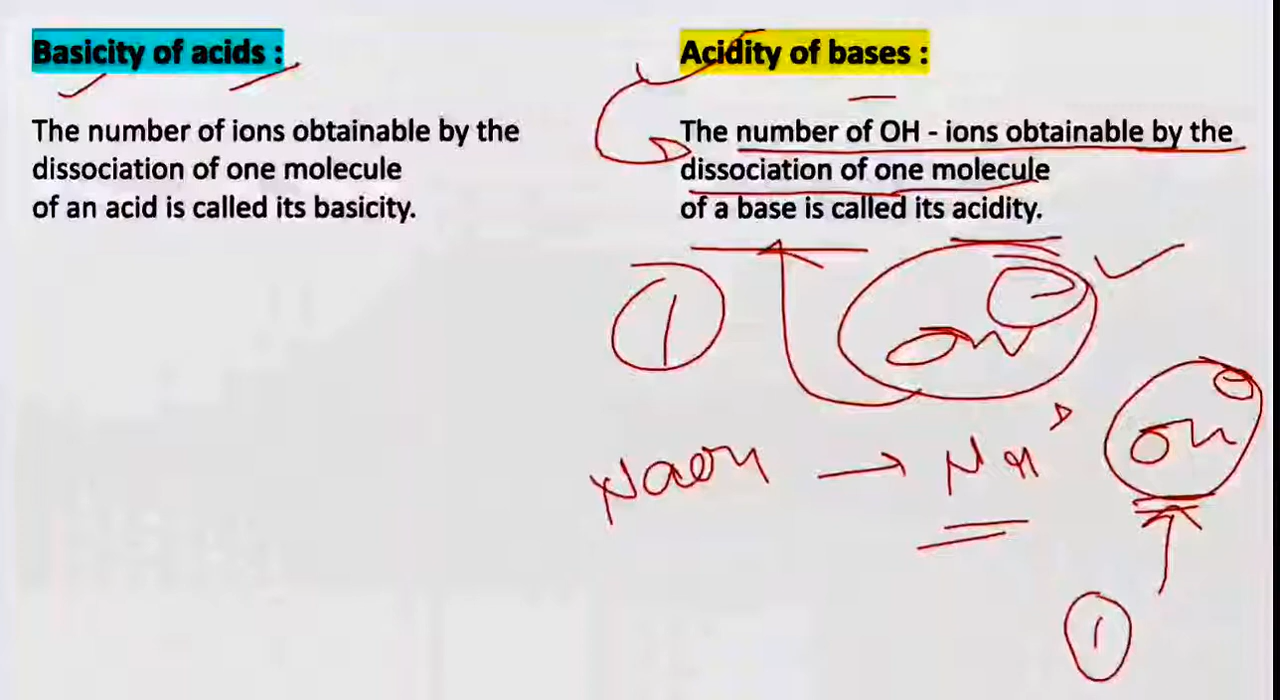 Basicity of acids :
The number of ions obtainable by the
dissociation of one molecule
of an acid is called its basicity.
Acidity of bases :
The number of OH - ions obtainable by the
dissociation of one molecule
of a base is called its acidity.
1
OH -
NaOH → Na
OH -
1